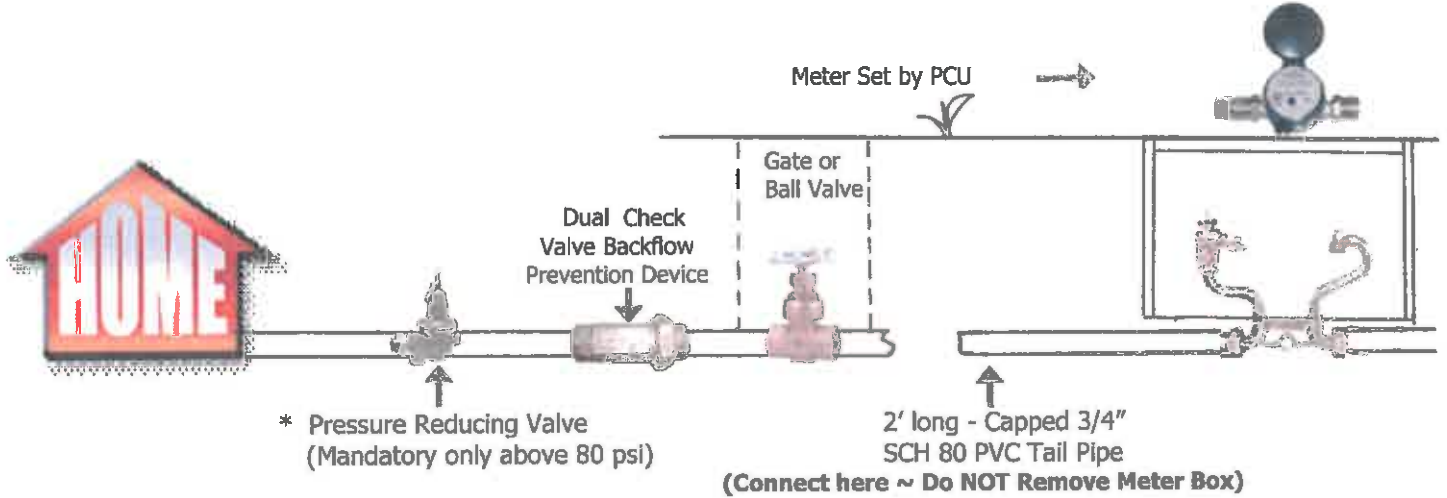 Meter Set by PCU
Gate or
Ball Valve
Dual Check
Valve Backflow
Prevention Device
HOME
* Pressure Reducing Valve
(Mandatory only above 80 psi)
2' long - Capped 3/4"
SCH 80 PVC Tail Pipe
(Connect here ~ Do NOT Remove Meter Box)